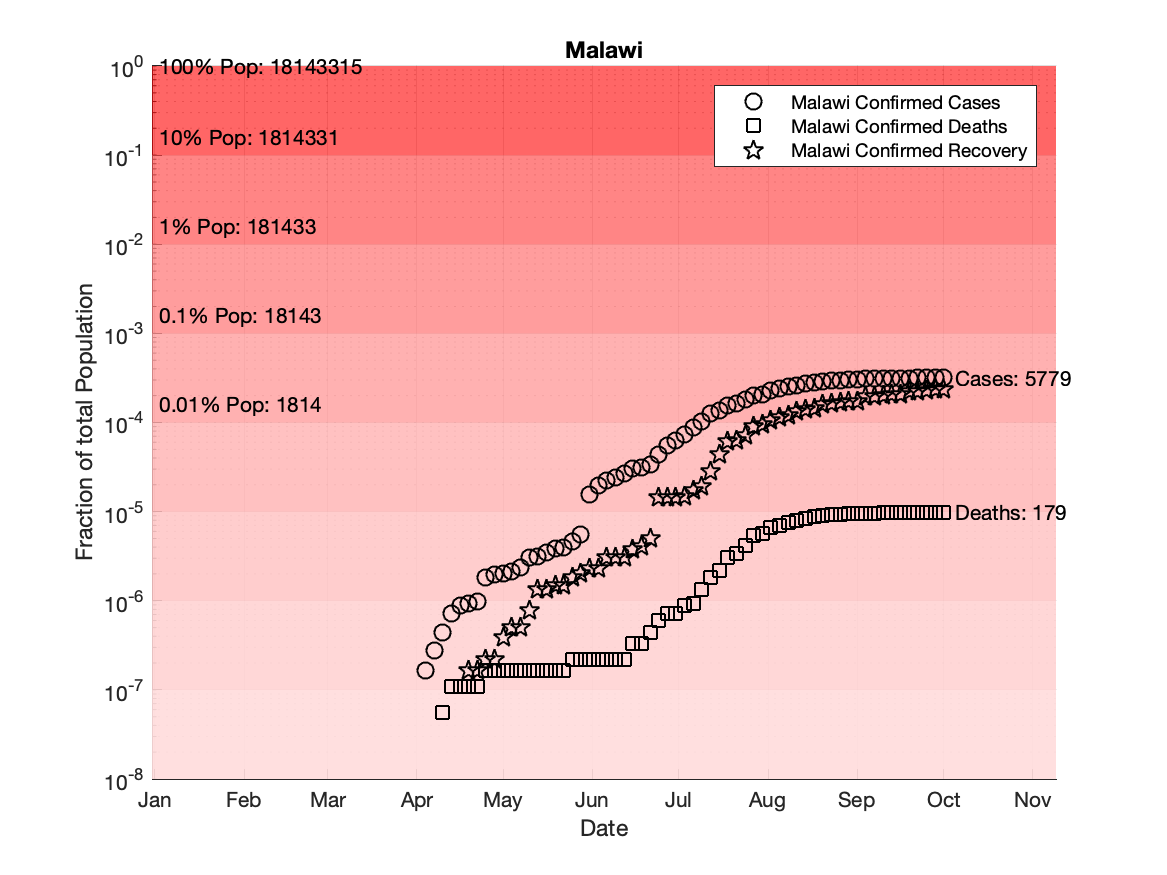 Malawi
10^0
100% Pop: 18143315
Malawi Confirmed Cases
Malawi Confirmed Deaths
Malawi Confirmed Recovery
10% Pop: 1814331
10^-1
1% Pop: 181433
10^-2
0.1% Pop: 18143
10^-3
Cases: 5779
0.01% Pop: 1814
10^-4
10^-5
Deaths: 179
10^-6
10^-7
10^-8
Fraction of total Population
Jan Feb Mar Apr May Jun Jul Aug Sep Oct Nov
Date